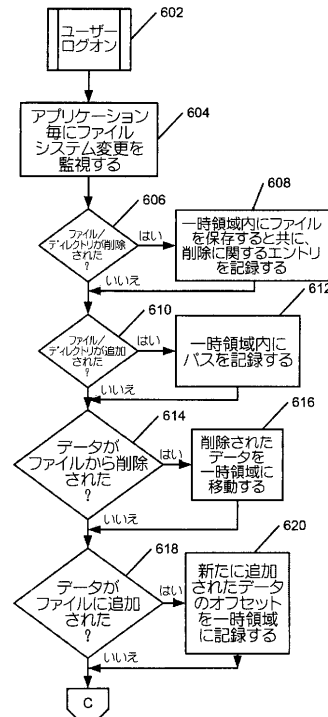 602
ユーザー
ログオン
604
アプリケーション
毎にファイル
システム変更を
監視する
606
ファイル/
ディレクトリが削除
された
?
はい
いいえ
608
一時領域内にファイル
を保存すると共に、
削除に関するエントリ
を記録する
610
ファイル/
ディレクトリが追加
された
?
はい
いいえ
612
一時領域内に
パスを記録する
614
データが
ファイルから削除
された
?
はい
いいえ
616
削除された
データを
一時領域に
移動する
618
データが
ファイルに追加
された
?
はい
いいえ
620
新たに追加
されたデータ
のオフセット
を一時領域
に記録する
C